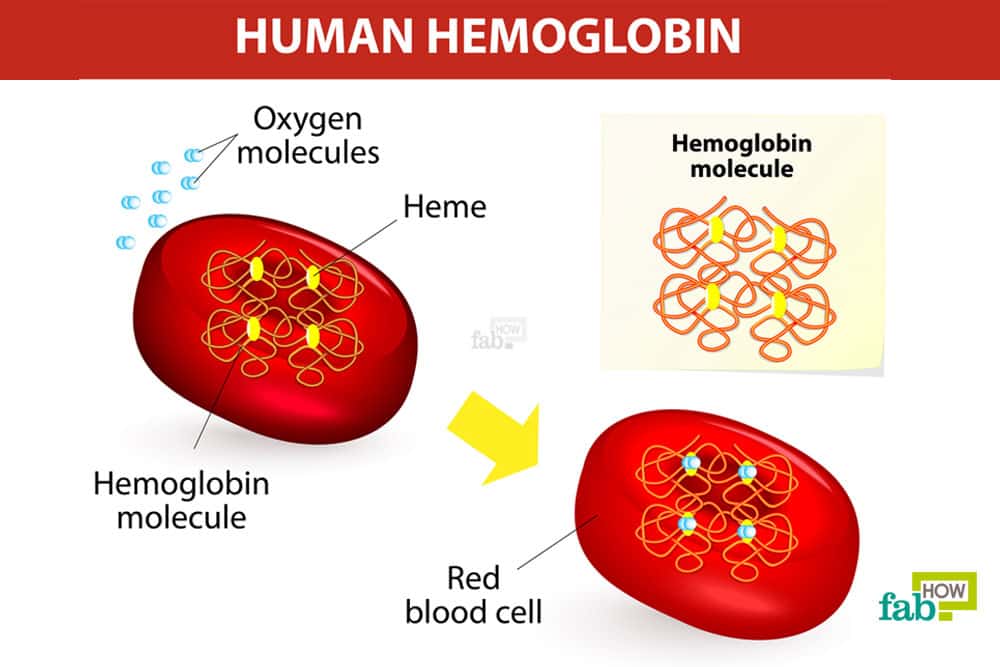 HUMAN HEMOGLOBIN
Oxygen
molecules
Heme
Hemoglobin
molecule
Hemoglobin
molecule
Red
blood cell
fab HOW
fab HOW